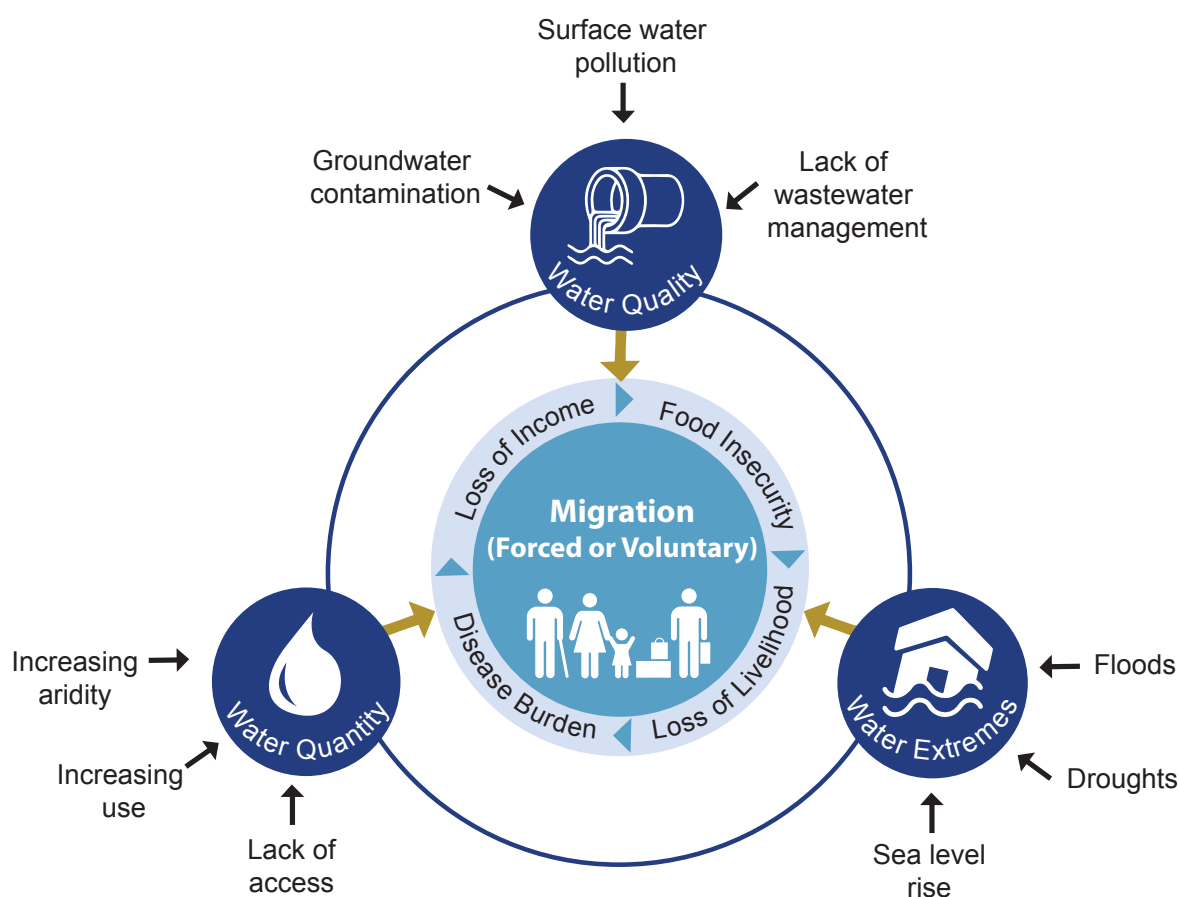 Surface water
pollution
Groundwater
contamination
Lack of
wastewater
management
Water Quality
Loss of Income
Food Insecurity
Migration
(Forced or Voluntary)
Disease Burden
Loss of Livelihood
Increasing
aridity
Water Quantity
Increasing
use
Lack of
access
Water Extremes
Floods
Droughts
Sea level
rise